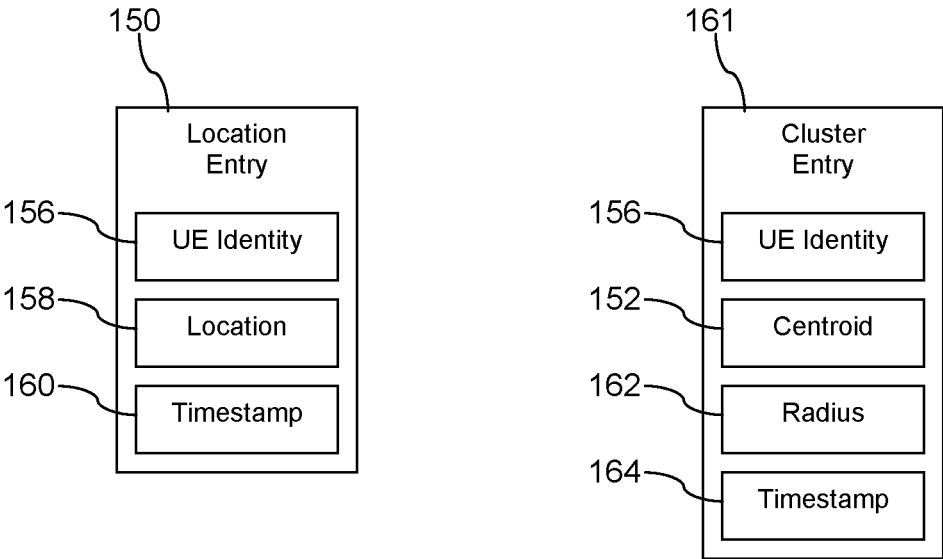 150
Location
Entry
156
UE Identity
158
Location
160
Timestamp
161
Cluster
Entry
156
UE Identity
152
Centroid
162
Radius
164
Timestamp